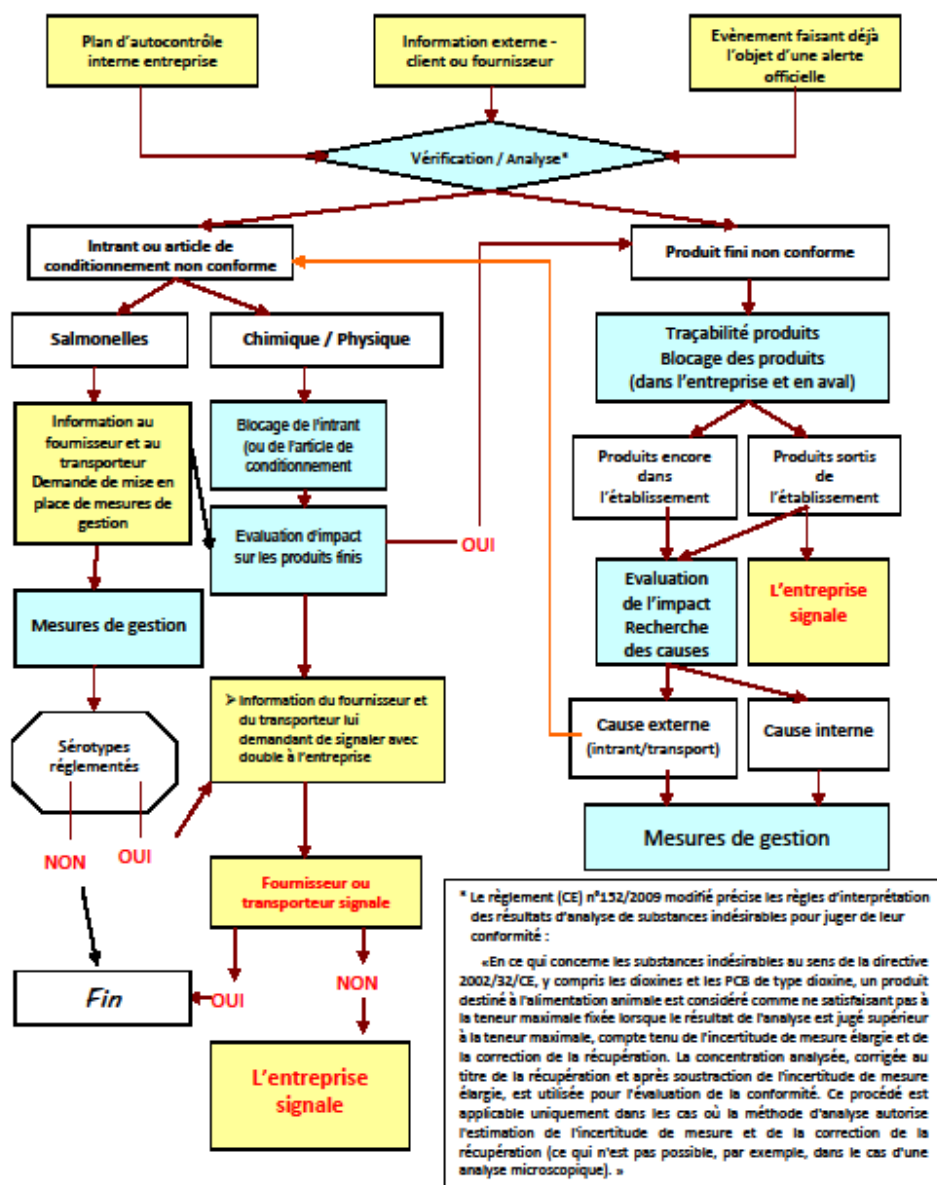 Plan d'autocontrôle
interne entreprise
Information externe -
client ou fournisseur
Evènement faisant déjà
l'objet d'une alerte
officielle
Vérification / Analyse*
Intrant ou article de
conditionnement non conforme
Produit fini non conforme
Salmonelles
Chimique / Physique
Traçabilité produits
Blocage des produits
(dans l'entreprise et en aval)
Information au
fournisseur et au
transporteur
Demande de mise en
place de mesures de
gestion
Blocage de l'intrant
(ou de l'article de
conditionnement
Produits encore
dans
l'établissement
Produits sortis
de
l'établissement
Evaluation d'impact
sur les produits finis
OUI
Evaluation
de l'impact
Recherche
des causes
L'entreprise
signale
Mesures de gestion
➢ Information du fournisseur et
du transporteur lui
demandant de signaler avec
double à l'entreprise
Cause externe
(intrant/transport)
Cause interne
Sérotypes
réglementés
NON
OUI
Mesures de gestion
Fournisseur ou
transporteur signale
OUI
NON
Fin
L'entreprise
signale
* Le règlement (CE) n°152/2009 modifié précise les règles d'interprétation
des résultats d'analyse de substances indésirables pour juger de leur
conformité :
«En ce qui concerne les substances indésirables au sens de la directive
2002/32/CE, y compris les dioxines et les PCB de type dioxine, un produit
destiné à l'alimentation animale est considéré comme ne satisfaisant pas à
la teneur maximale fixée lorsque le résultat de l'analyse est jugé supérieur
à la teneur maximale, compte tenu de l'incertitude de mesure élargie et de
la correction de la récupération. La concentration analysée, corrigée au
titre de la récupération et après soustraction de l'incertitude de mesure
élargie, est utilisée pour l'évaluation de la conformité. Ce procédé est
applicable uniquement dans les cas où la méthode d'analyse autorise
l'estimation de l'incertitude de mesure et de la correction de la
récupération (ce qui n'est pas possible, par exemple, dans le cas d'une
analyse microscopique). »